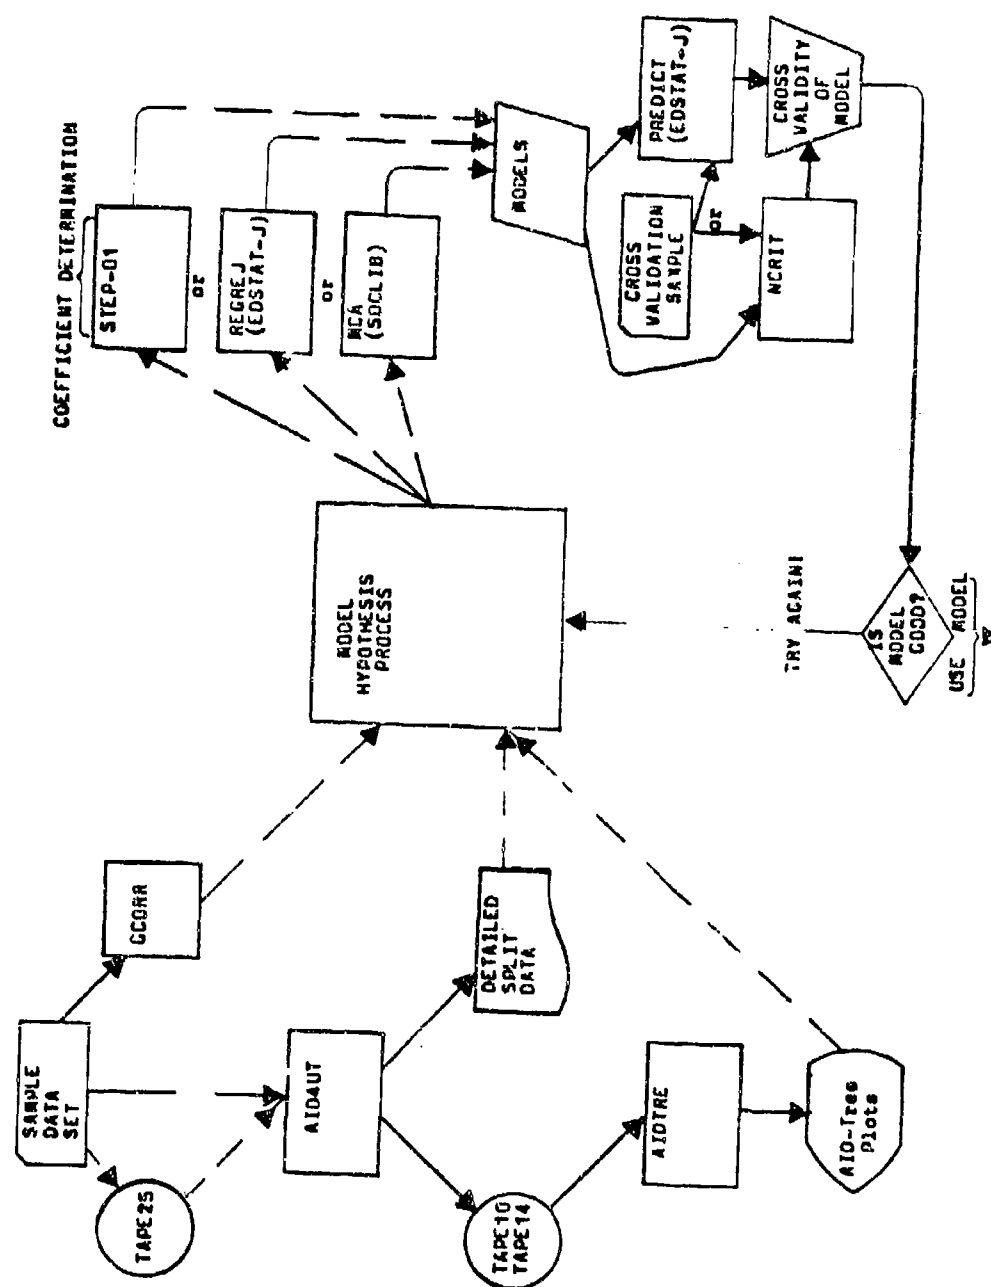 SAMPLE
DATA
SET
TAPE25
CCORR
AID4UT
TAPE10
TAPE14
DETAILED
SPLIT
DATA
AIDTRE
AID-Tree
Plots
MODEL
HYPOTHESIS
PROCESS
COEFFICIENT DETERMINATION
STEP-01
or
REGREJ
(EDSTAT-J)
or
MCA
(SOCLIB)
MODELS
CROSS
VALIDATION
SAMPLE
or
PREDICT
(EDSTAT-J)
NCRIT
CROSS
VALIDITY
OF
MODEL
TRY AGAIN!
IS
MODEL
GOOD?
USE MODEL